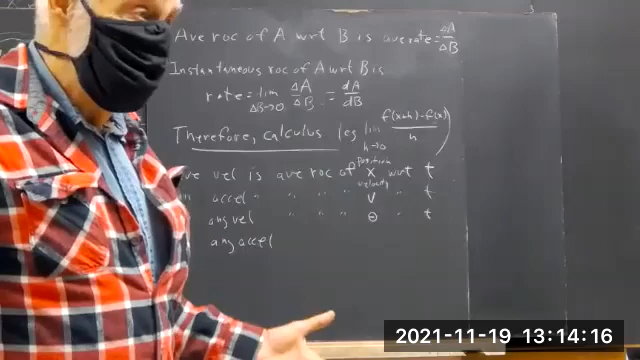 Ave roc of A wrt B is ave rate = ΔA/ΔB
Instantaneous roc of A wrt B is
rate = lim ΔB→0 ΔA/ΔB = dA/dB
Therefore, calculus (eg lim h→0 f(x+h)-f(x)/h)
ve vel is ave roc of position x wrt t
accel " " " velocity v " t
ang vel " " " θ " t
ang accel
2021-11-19 13:14:16